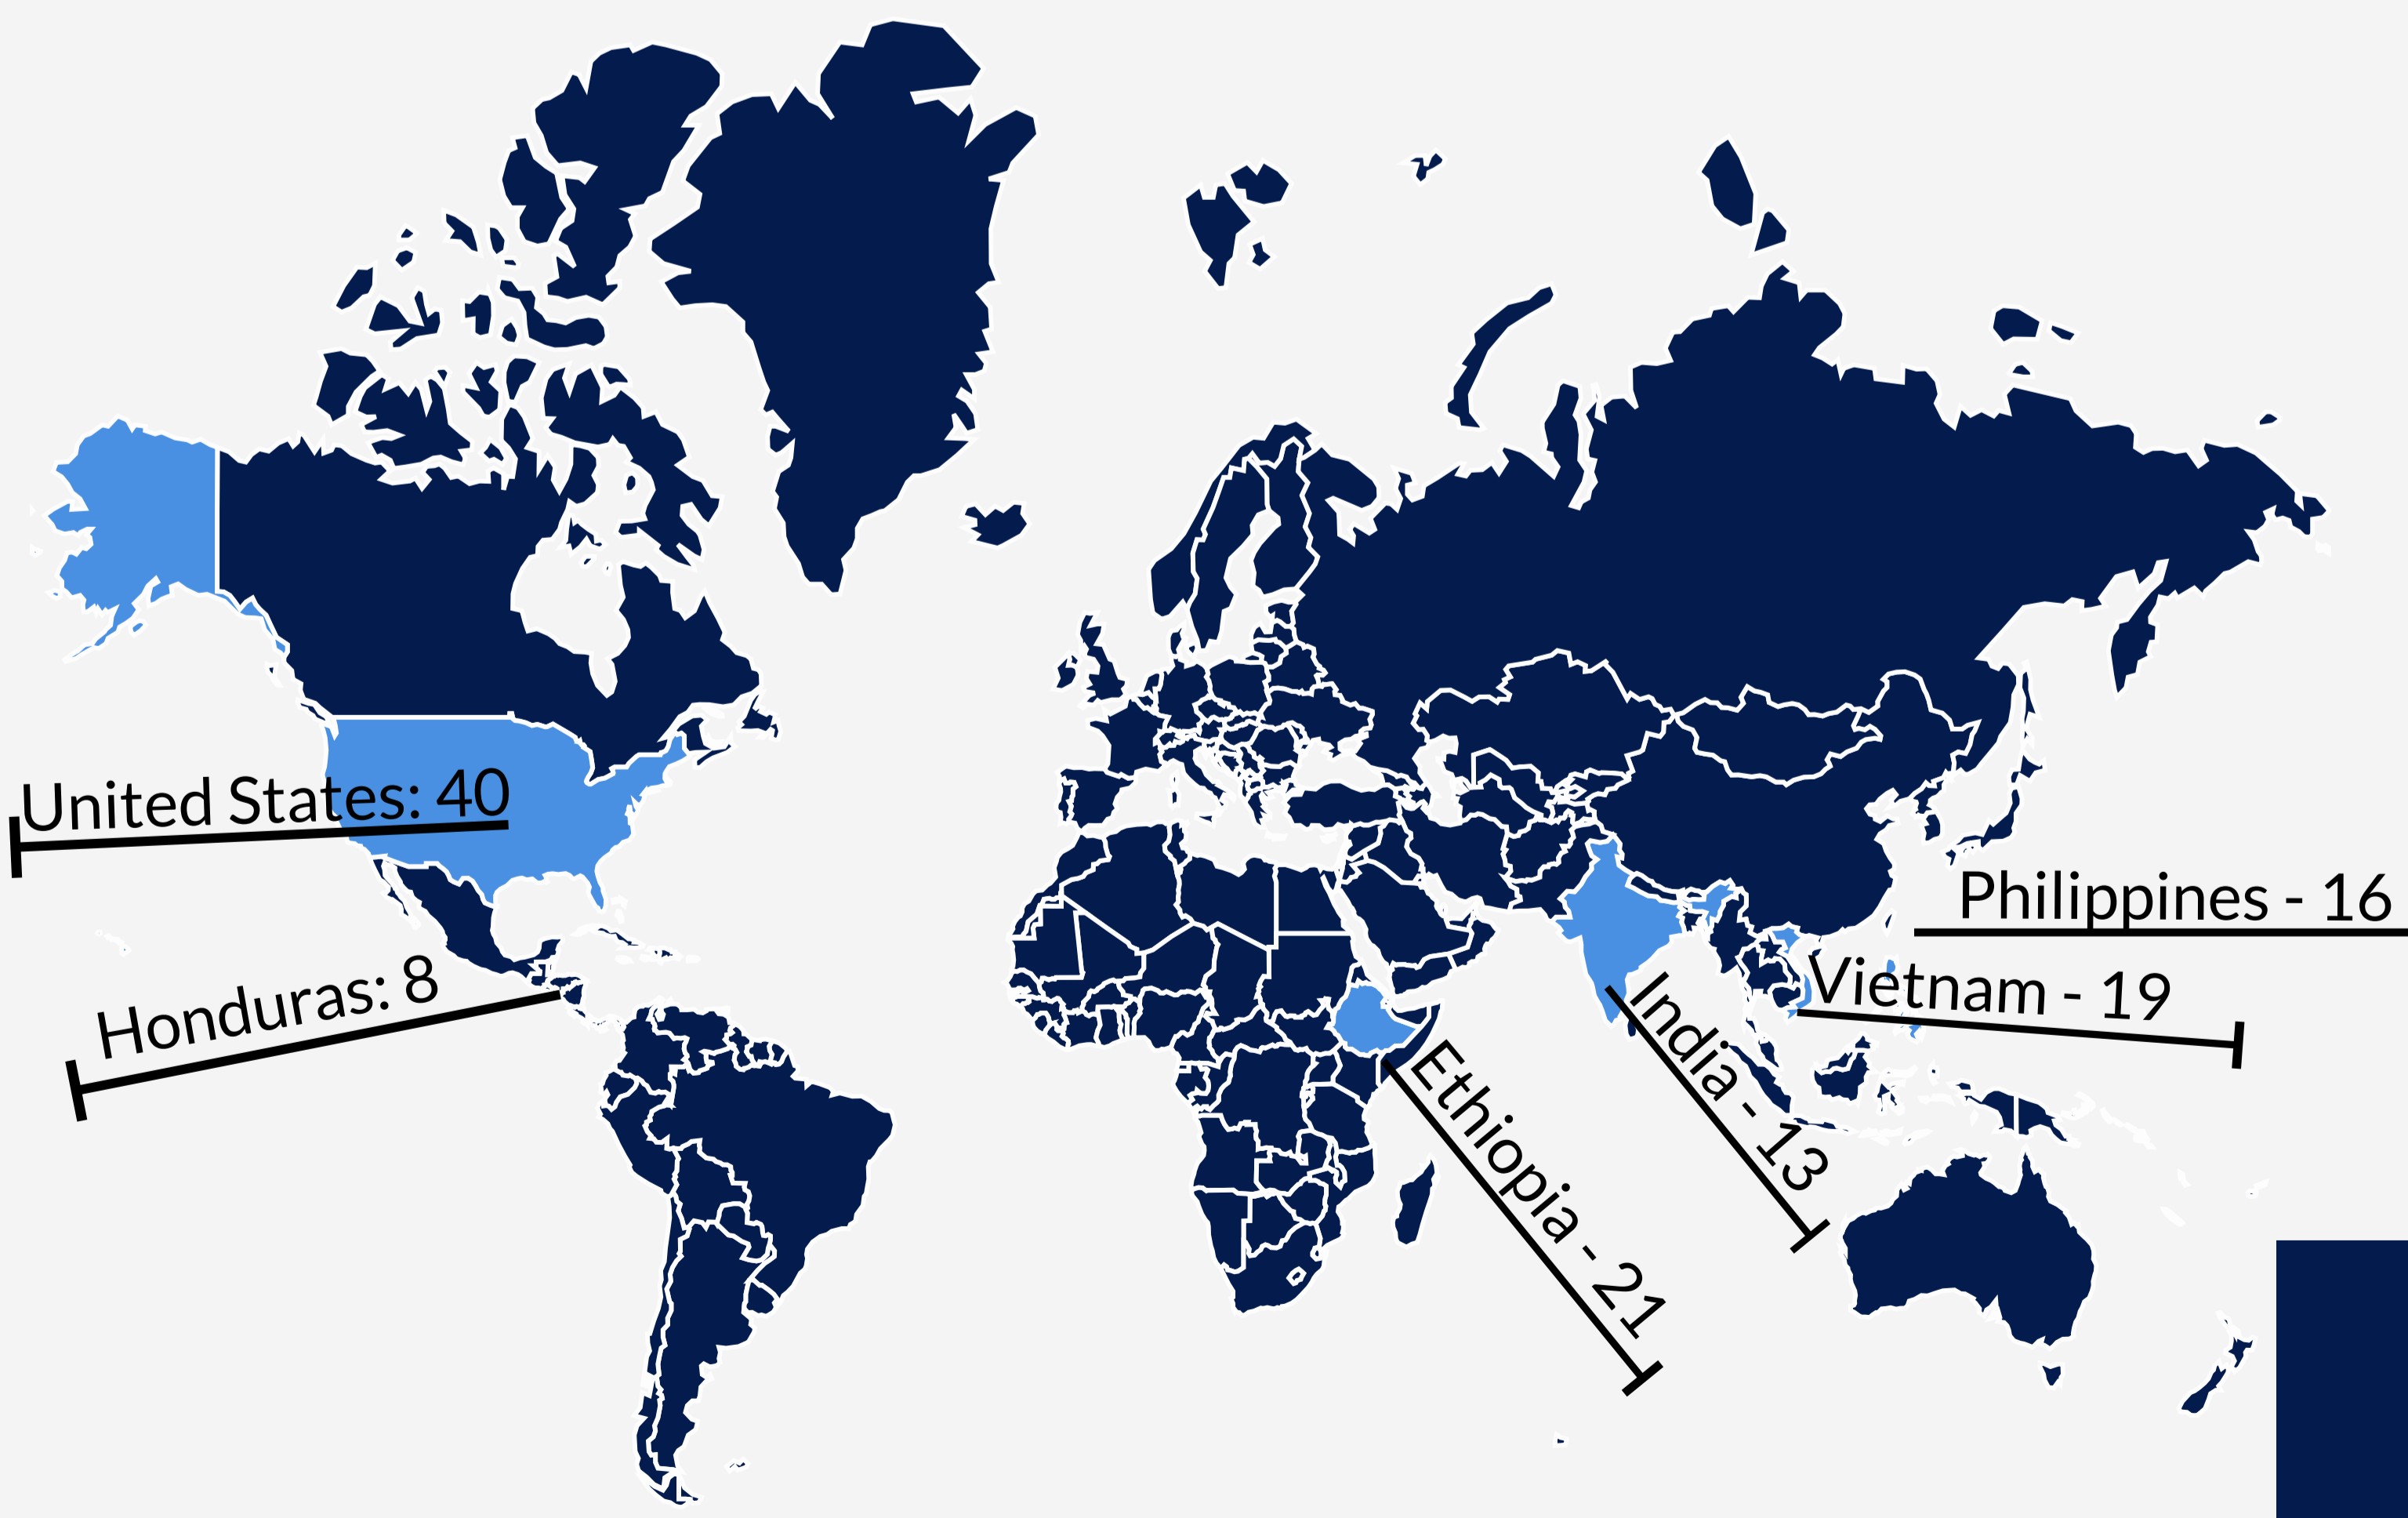 United States: 40
Honduras: 8
Philippines - 16
Vietnam - 19
India - 13
Ethiopia - 21